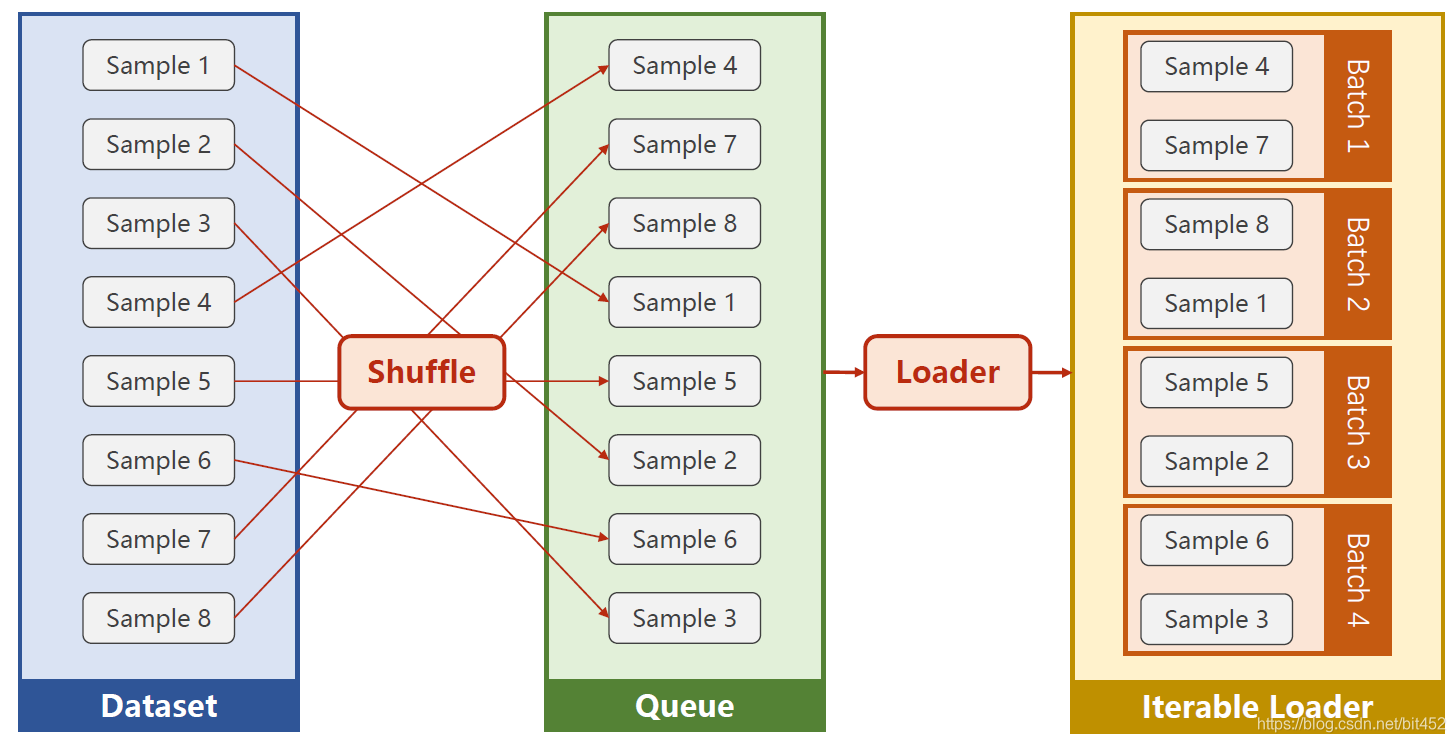 Sample 1
Sample 2
Sample 3
Sample 4
Sample 5
Sample 6
Sample 7
Sample 8
Dataset
Shuffle
Sample 4
Sample 7
Sample 8
Sample 1
Sample 5
Sample 2
Sample 6
Sample 3
Queue
Loader
Sample 4
Sample 7
Batch 1
Sample 8
Sample 1
Batch 2
Sample 5
Sample 2
Batch 3
Sample 6
Sample 3
Batch 4
Iterable Loader
https://blog.csdn.net/bit452